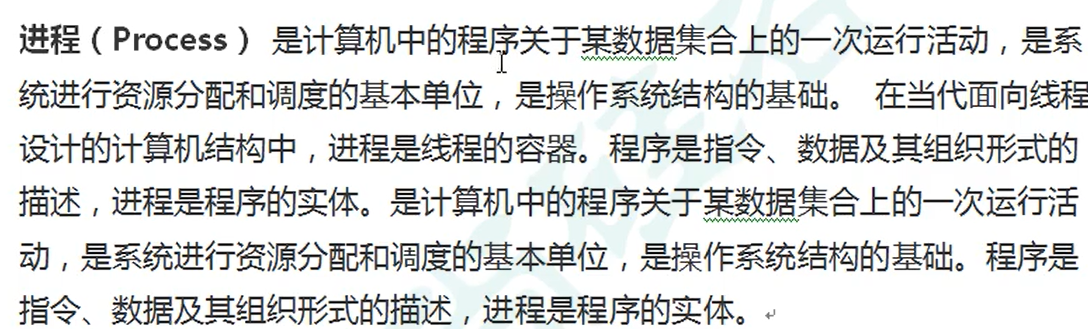 进程（Process） 是计算机中的程序关于某数据集合上的一次运行活动，是系
统进行资源分配和调度的基本单位，是操作系统结构的基础。 在当代面向线程
设计的计算机结构中，进程是线程的容器。程序是指令、数据及其组织形式的
描述，进程是程序的实体。是计算机中的程序关于某数据集合上的一次运行活
动，是系统进行资源分配和调度的基本单位，是操作系统结构的基础。程序是
指令、数据及其组织形式的描述，进程是程序的实体。